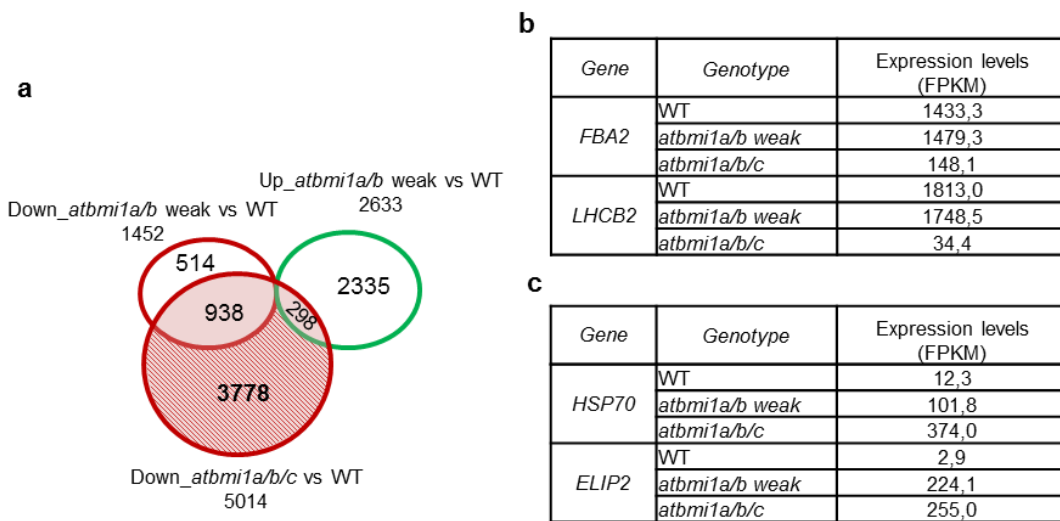 a
Down_atbmi1a/b weak vs WT
1452
Up_atbmi1a/b weak vs WT
2633
514
938
298
2335
3778
Down_atbmi1a/b/c vs WT
5014
b
Gene Genotype Expression levels
(FPKM)
FBA2
WT 1433,3
atbmi1a/b weak 1479,3
atbmi1a/b/c 148,1
LHCB2
WT 1813,0
atbmi1a/b weak 1748,5
atbmi1a/b/c 34,4
c
Gene Genotype Expression levels
(FPKM)
HSP70
WT 12,3
atbmi1a/b weak 101,8
atbmi1a/b/c 374,0
ELIP2
WT 2,9
atbmi1a/b weak 224,1
atbmi1a/b/c 255,0